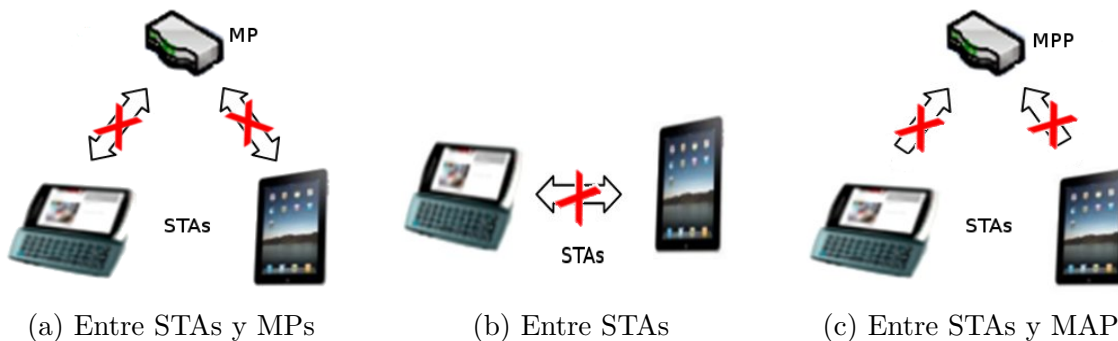 MP
MPP
STAs
STAs
STAs
(a) Entre STAs y MPs
(b) Entre STAs
(c) Entre STAs y MAP